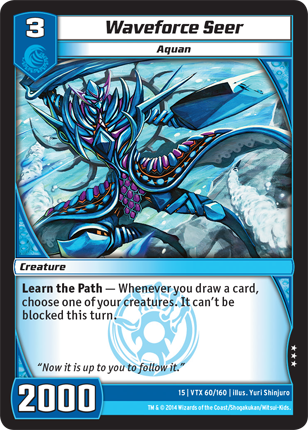 3
Waveforce Seer
Aquan
Creature
Learn the Path — Whenever you draw a card,
choose one of your creatures. It can't be
blocked this turn.
"Now it is up to you to follow it."
2000
15 | VTX 60/160 | illus. Yuri Shinjuro
TM & © 2014 Wizards of the Coast/Shogakukan/Mitsui-Kids.